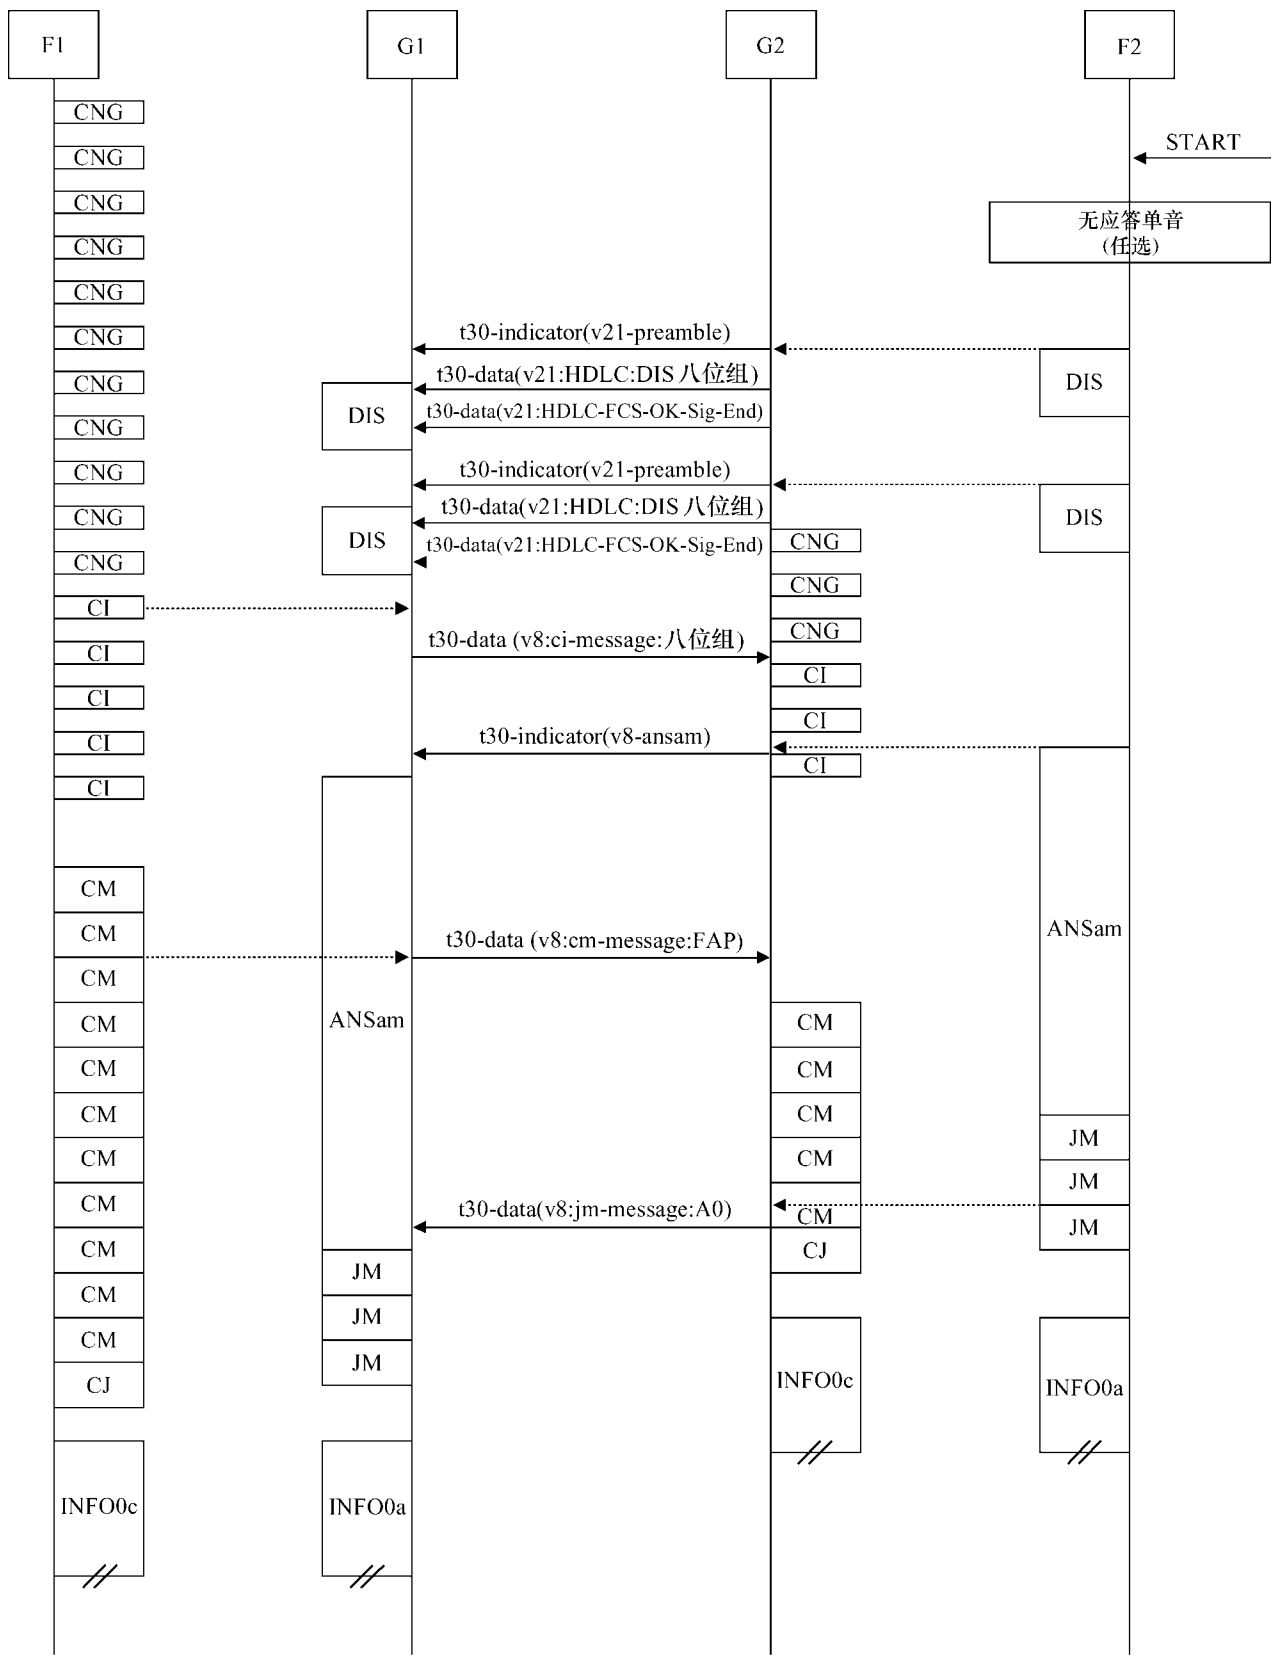 F1
G1
G2
F2
CNG
START
CNG
CNG
无应答单音
(任选)
CNG
CNG
CNG
t30-indicator(v21-preamble)
CNG
t30-data(v21:HDLC:DIS 八位组)
DIS
DIS
t30-data(v21:HDLC-FCS-OK-Sig-End)
CNG
CNG
t30-indicator(v21-preamble)
CNG
t30-data(v21:HDLC:DIS 八位组)
DIS
DIS
t30-data(v21:HDLC-FCS-OK-Sig-End)
CNG
CNG
CNG
CI
CNG
t30-data (v8:ci-message:八位组)
CI
CI
CI
CI
t30-indicator(v8-ansam)
CI
CI
CI
CM
CM
t30-data (v8:cm-message:FAP)
ANSam
CM
CM
ANSam
CM
CM
CM
CM
CM
CM
JM
CM
CM
JM
CM
t30-data(v8:jm-message:A0)
CM
JM
CM
CJ
CM
JM
CM
JM
CM
JM
CJ
INFO0c
INFO0a
INFO0c
INFO0a